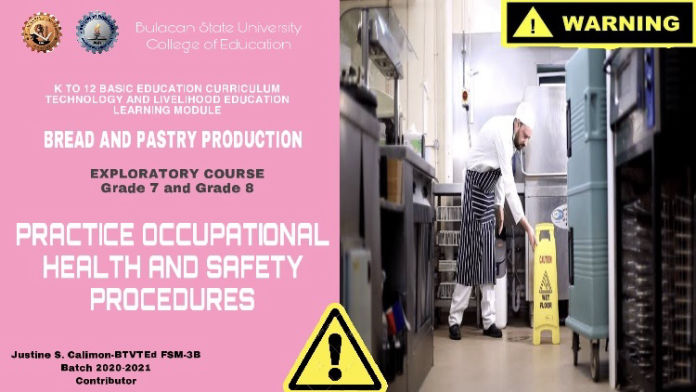 Bulacan State University
College of Education
K TO 12 BASIC EDUCATION CURRICULUM
TECHNOLOGY AND LIVELIHOOD EDUCATION
LEARNING MODULE
BREAD AND PASTRY PRODUCTION
EXPLORATORY COURSE
Grade 7 and Grade 8
PRACTICE OCCUPATIONAL
HEALTH AND SAFETY
PROCEDURES
Justine S. Calimon-BTVTEd FSM-3B
Batch 2020-2021
Contributor
WARNING
CAUTION
WET
FLOOR